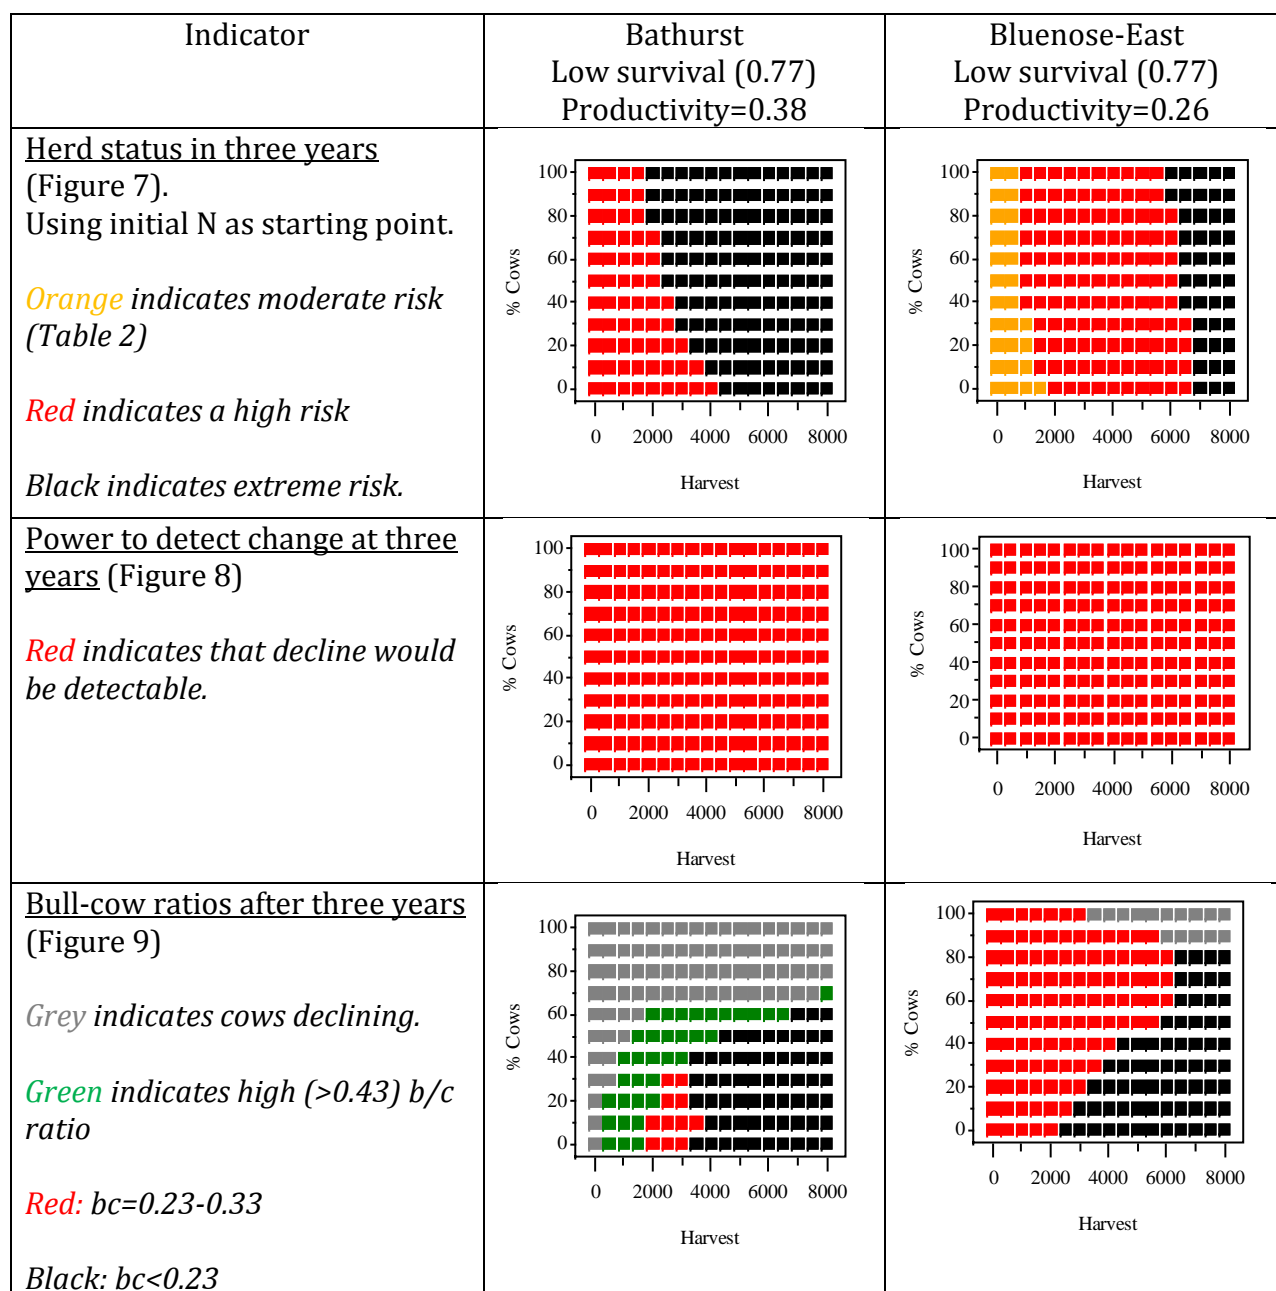 Indicator
Bathurst
Low survival (0.77)
Productivity=0.38
Bluenose-East
Low survival (0.77)
Productivity=0.26
Herd status in three years
(Figure 7).
Using initial N as starting point.
Orange indicates moderate risk
(Table 2)
Red indicates a high risk
Black indicates extreme risk.
100
80
60
40
20
0
% Cows
0 2000 4000 6000 8000
Harvest
100
80
60
40
20
0
% Cows
0 2000 4000 6000 8000
Harvest
Power to detect change at three
years (Figure 8)
Red indicates that decline would
be detectable.
100
80
60
40
20
0
% Cows
0 2000 4000 6000 8000
Harvest
100
80
60
40
20
0
% Cows
0 2000 4000 6000 8000
Harvest
Bull-cow ratios after three years
(Figure 9)
Grey indicates cows declining.
Green indicates high (>0.43) b/c
ratio
Red: bc=0.23-0.33
Black: bc<0.23
100
80
60
40
20
0
% Cows
0 2000 4000 6000 8000
Harvest
100
80
60
40
20
0
% Cows
0 2000 4000 6000 8000
Harvest